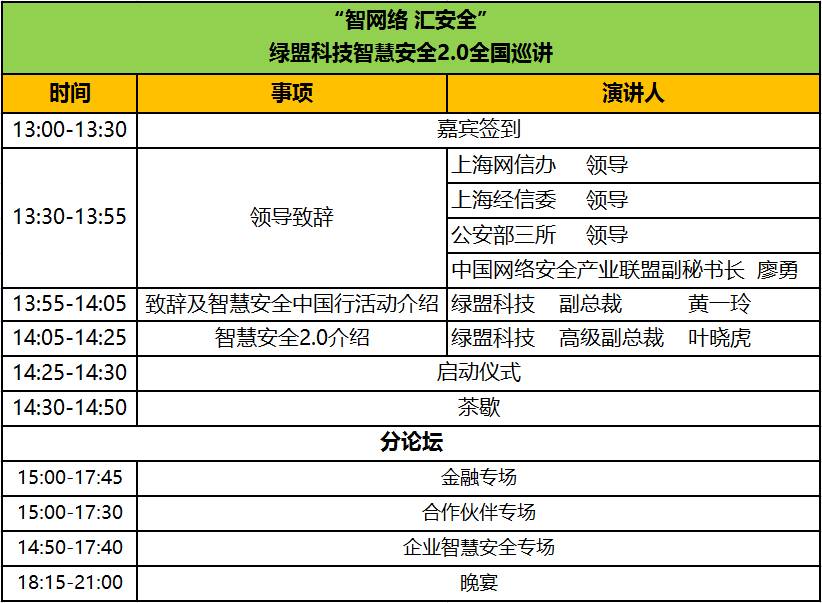 “智网络 汇安全”
绿盟科技智慧安全2.0全国巡讲
时间 事项 演讲人
13:00-13:30 嘉宾签到
13:30-13:55 领导致辞
上海网信办 领导
上海经信委 领导
公安部三所 领导
中国网络安全产业联盟副秘书长 廖勇
13:55-14:05 致辞及智慧安全中国行活动介绍 绿盟科技 副总裁 黄一玲
14:05-14:25 智慧安全2.0介绍 绿盟科技 高级副总裁 叶晓虎
14:25-14:30 启动仪式
14:30-14:50 茶歇
分论坛
15:00-17:45 金融专场
15:00-17:30 合作伙伴专场
14:50-17:40 企业智慧安全专场
18:15-21:00 晚宴